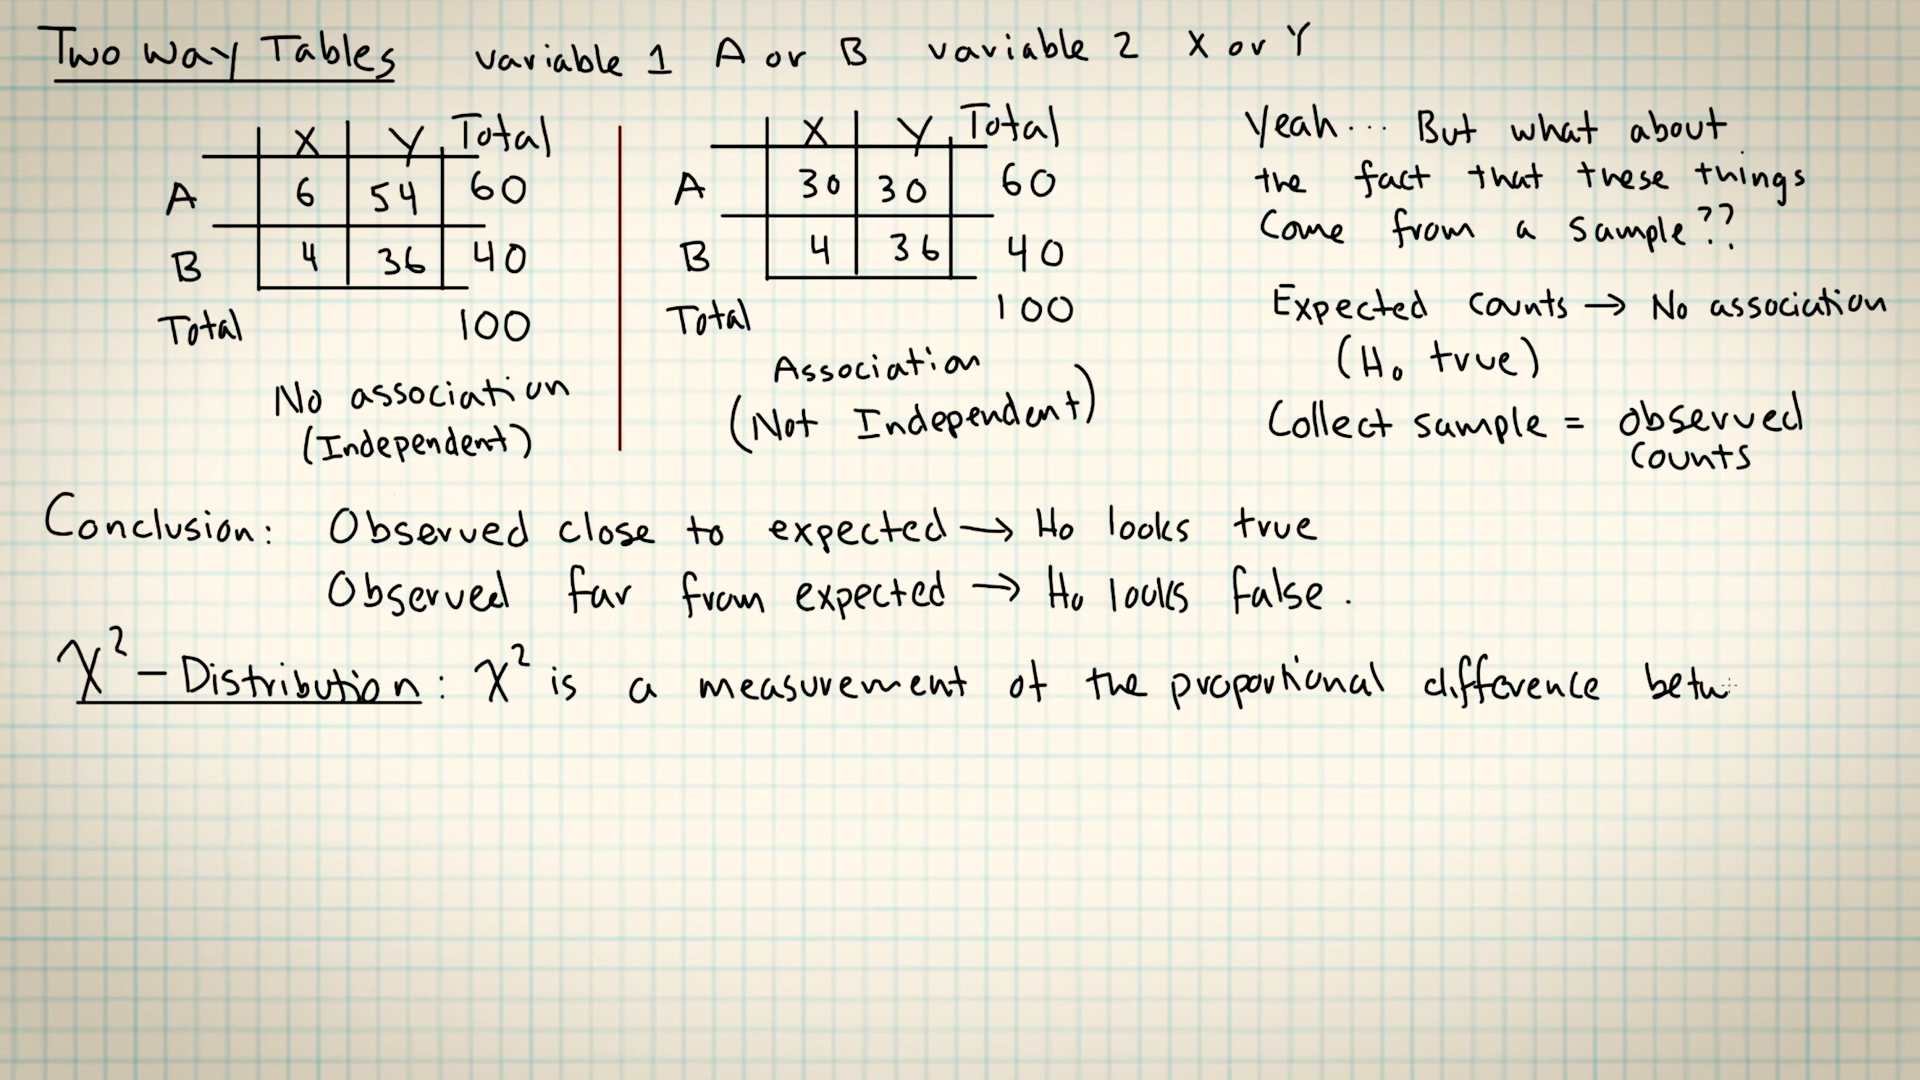 Two Way Tables variable 1 A or B variable 2 X or Y
X Y Total
A 6 54 60
B 4 36 40
Total 100
No association
(Independent)
X Y Total
A 30 30 60
B 4 36 40
Total 100
Association
(Not Independent)
Yeah... But what about
the fact that these things
come from a sample??
Expected counts → No association
(H₀ true)
Collect sample = observed
counts
Conclusion: Observed close to expected → H₀ looks true
Observed far from expected → H₀ looks false.
χ² - Distribution: χ² is a measurement of the proportional difference betw